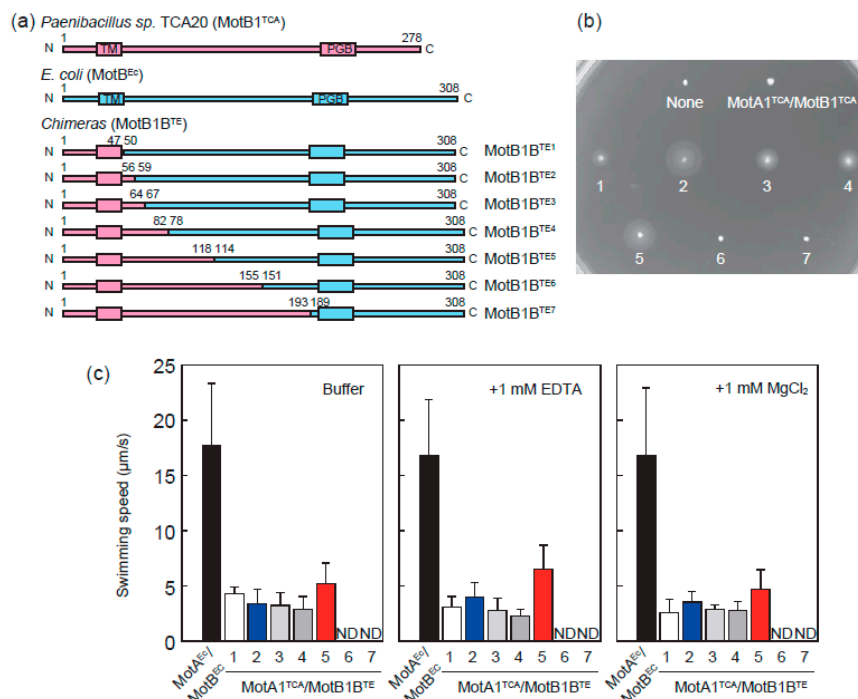 (a)
Paenibacillus sp. TCA20 (MotB1TCA)
1 278
N TM PGB C
E. coli (MotBEc)
1 308
N TM PGB C
Chimeras (MotB1BTE)
1 47 50 308
N C MotB1BTE1
1 56 59 308
N C MotB1BTE2
1 64 67 308
N C MotB1BTE3
1 82 78 308
N C MotB1BTE4
1 118 114 308
N C MotB1BTE5
1 155 151 308
N C MotB1BTE6
1 193 189 308
N C MotB1BTE7
(b)
None MotA1TCA/MotB1TCA
1 2 3 4
5 6 7
(c)
Swimming speed (µm/s)
25
20
15
10
5
0
Buffer
+1 mM EDTA
+1 mM MgCl2
ND ND
ND ND
ND ND
MotAEc/
MotBEC
1 2 3 4 5 6 7
MotA1TCA/MotB1BTE
MotAEc/
MotBEC
1 2 3 4 5 6 7
MotA1TCA/MotB1BTE
MotAEc/
MotBEC
1 2 3 4 5 6 7
MotA1TCA/MotB1BTE